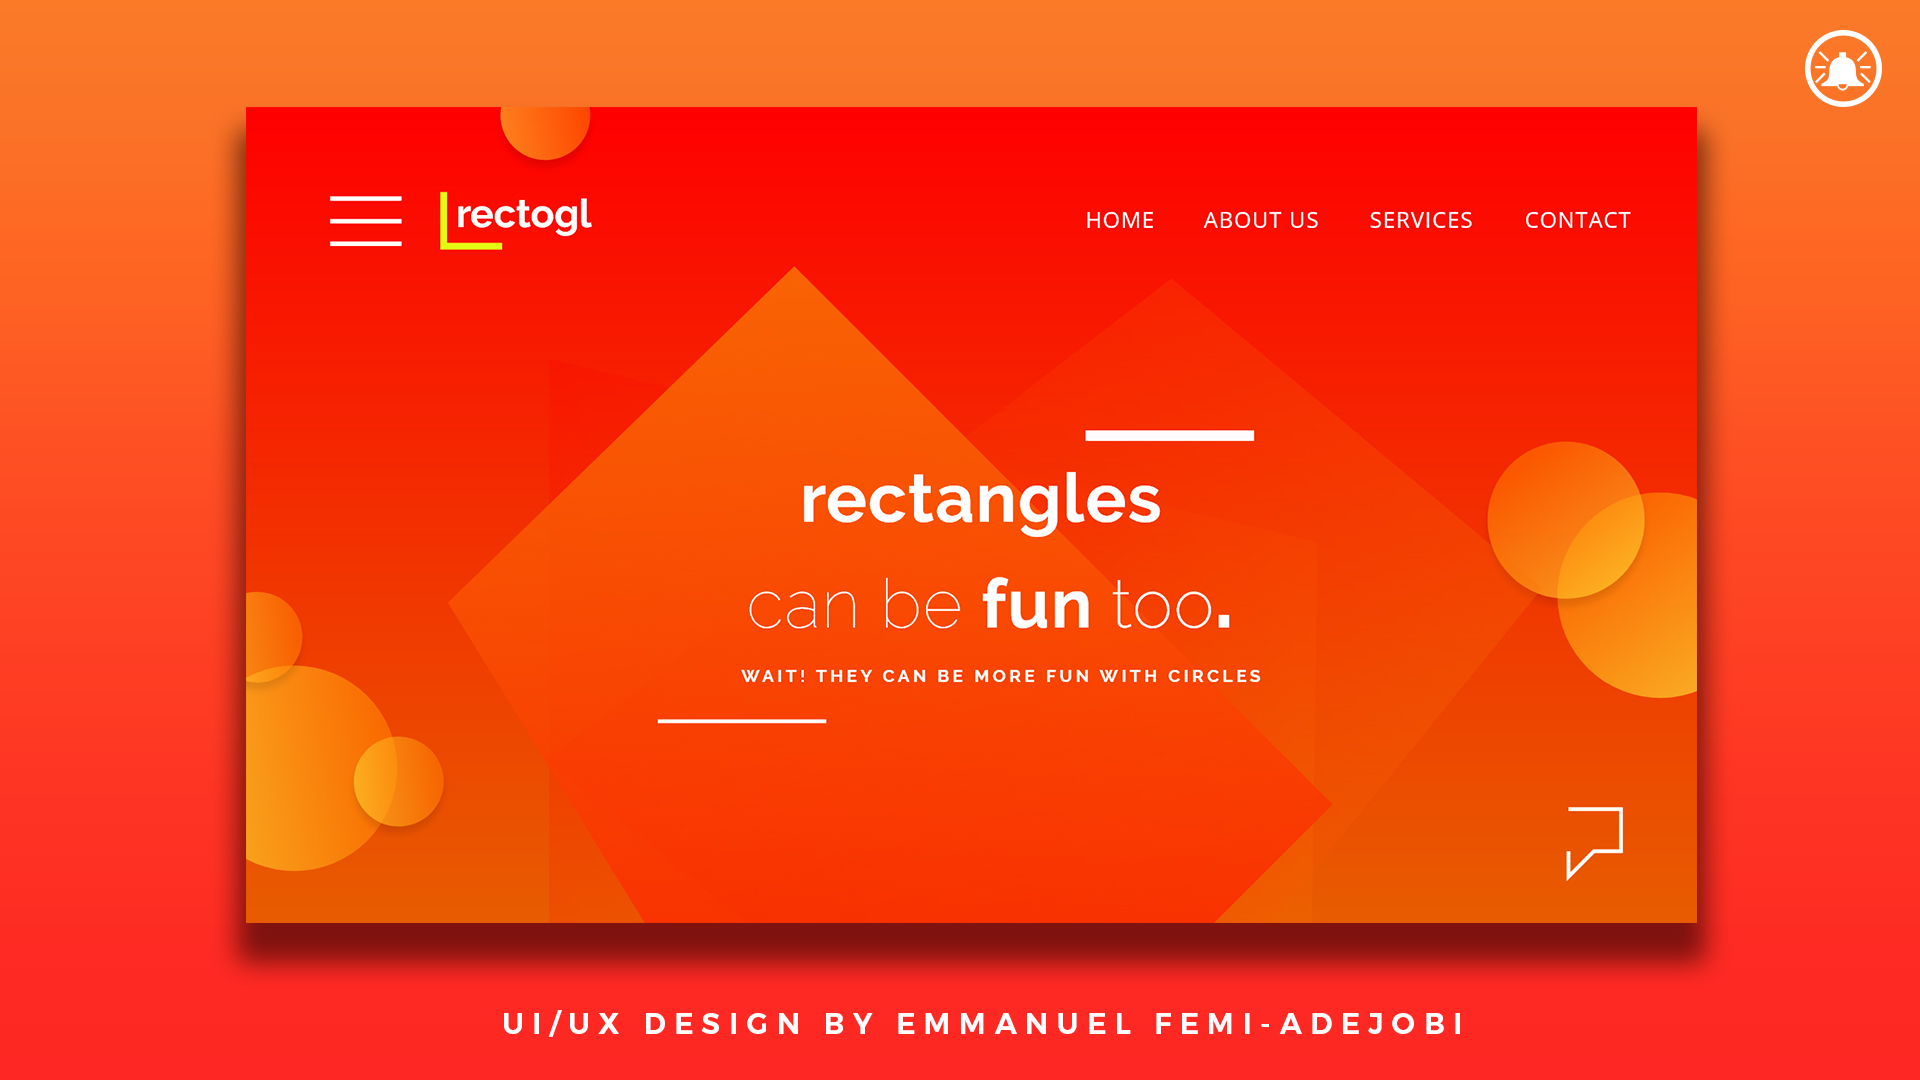 rectogl
HOME ABOUT US SERVICES CONTACT
rectangles
can be fun too.
WAIT! THEY CAN BE MORE FUN WITH CIRCLES
UI/UX DESIGN BY EMMANUEL FEMI-ADEJOBI